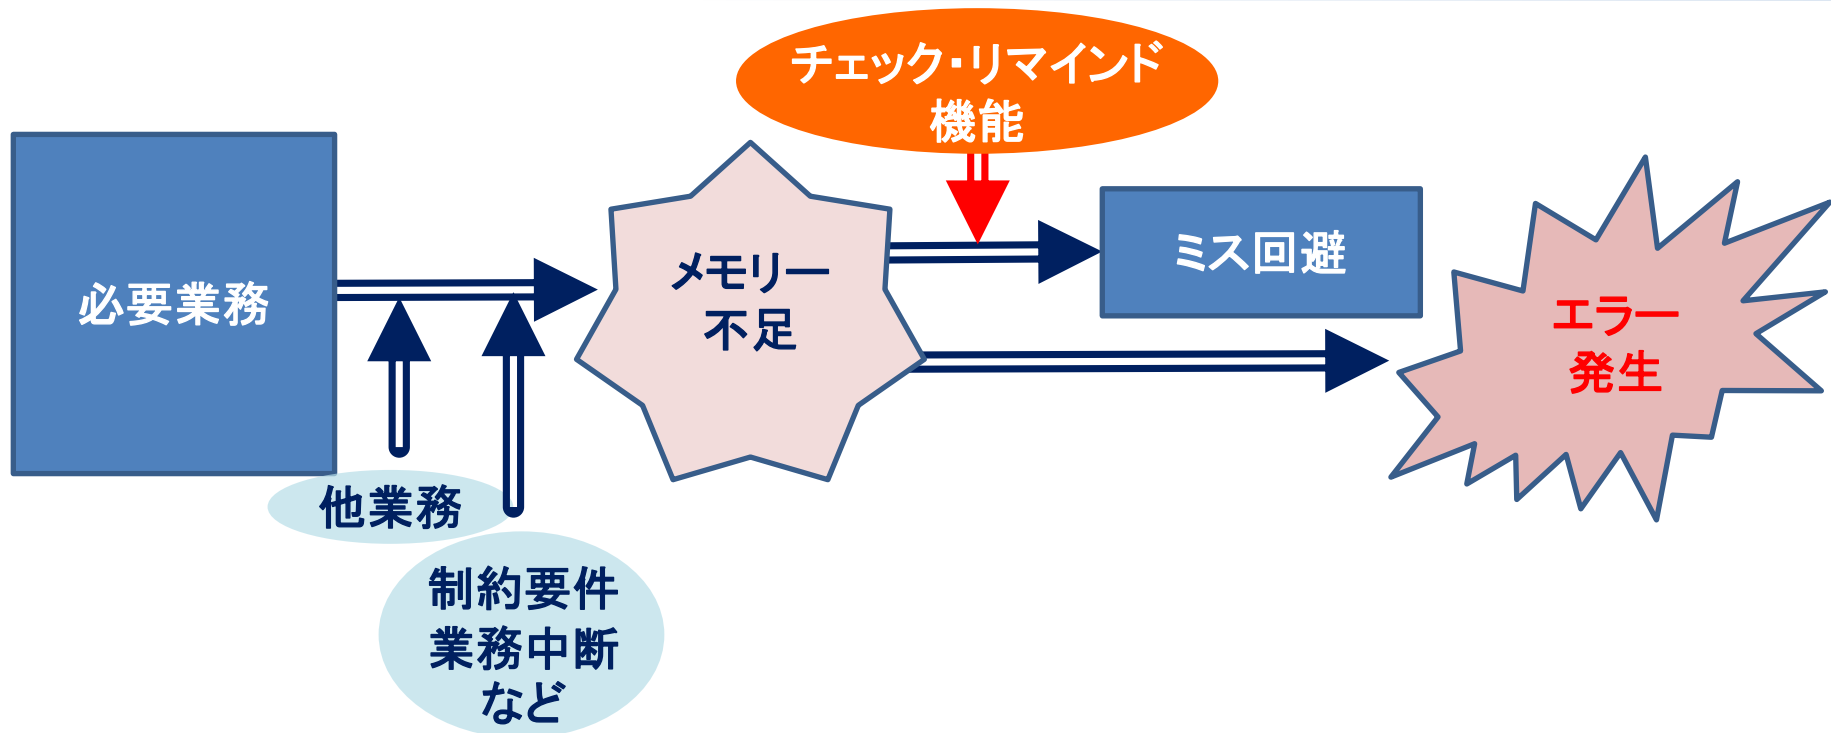 チェック・リマインド
機能
必要業務
メモリー
不足
ミス回避
エラー
発生
他業務
制約要件
業務中断
など